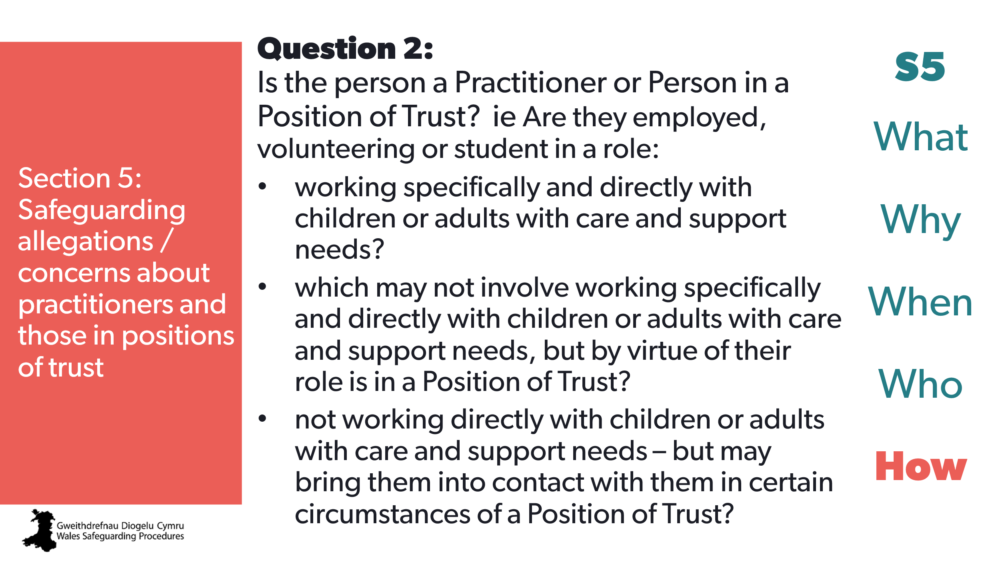 Section 5:
Safeguarding
allegations /
concerns about
practitioners and
those in positions
of trust
Gweithdrefnau Diogelu Cymru
Wales Safeguarding Procedures
Question 2:
Is the person a Practitioner or Person in a
Position of Trust?  ie Are they employed,
volunteering or student in a role:
• working specifically and directly with
children or adults with care and support
needs?
• which may not involve working specifically
and directly with children or adults with care
and support needs, but by virtue of their
role is in a Position of Trust?
• not working directly with children or adults
with care and support needs – but may
bring them into contact with them in certain
circumstances of a Position of Trust?
S5
What
Why
When
Who
How